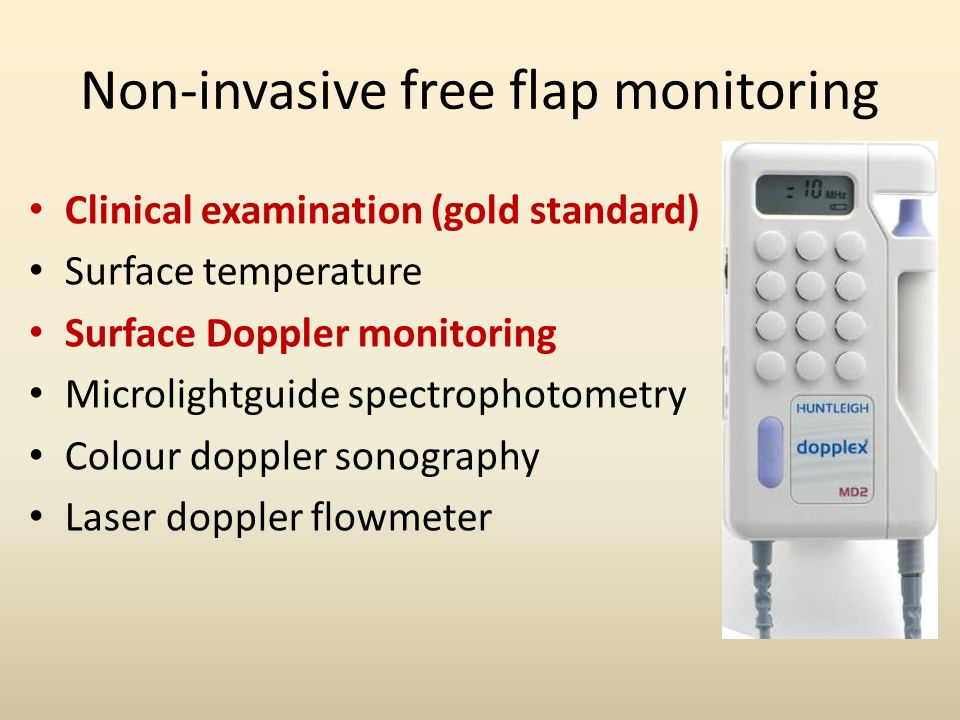 Non-invasive free flap monitoring
• Clinical examination (gold standard)
• Surface temperature
• Surface Doppler monitoring
• Microlightguide spectrophotometry
• Colour doppler sonography
• Laser doppler flowmeter
= 10 MHz
HUNTLEIGH
dopplex
MD2